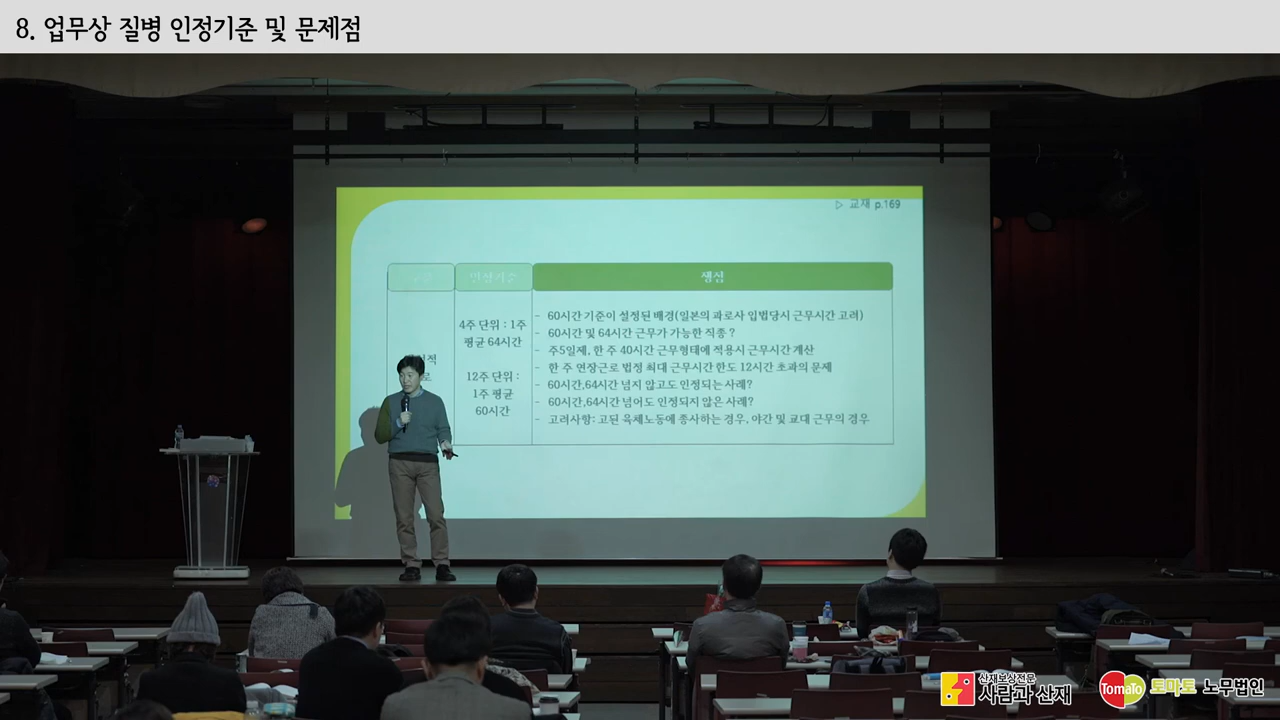 8. 업무상 질병 인정기준 및 문제점
▷ 교재 p.169
쟁점
4주 단위 : 1주
평균 64시간
12주 단위 :
1주 평균
60시간
- 60시간 기준이 설정된 배경(일본의 과로사 입법당시 근무시간 고려)
- 60시간 및 64시간 근무가 가능한 직종 ?
- 주5일제, 한 주 40시간 근무형태에 적용시 근무시간 계산
- 한 주 연장근로 법정 최대 근무시간 한도 12시간 초과의 문제
- 60시간,64시간 넘지 않고도 인정되는 사례?
- 60시간,64시간 넘어도 인정되지 않은 사례?
- 고려사항: 고된 육체노동에 종사하는 경우, 야간 및 교대 근무의 경우
산재보상전문
사람과 산재
TomaTo 토마토 노무법인